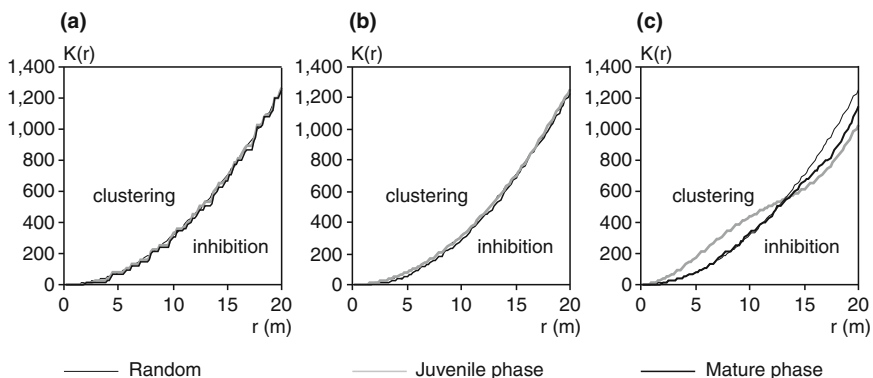 (a)
K(r)
1,400
1,200
1,000
800
600
400
200
0
clustering
inhibition
0 5 10 15 20
r (m)
(b)
K(r)
1,400
1,200
1,000
800
600
400
200
0
clustering
inhibition
0 5 10 15 20
r (m)
(c)
K(r)
1,400
1,200
1,000
800
600
400
200
0
clustering
inhibition
0 5 10 15 20
r (m)
Random Juvenile phase Mature phase